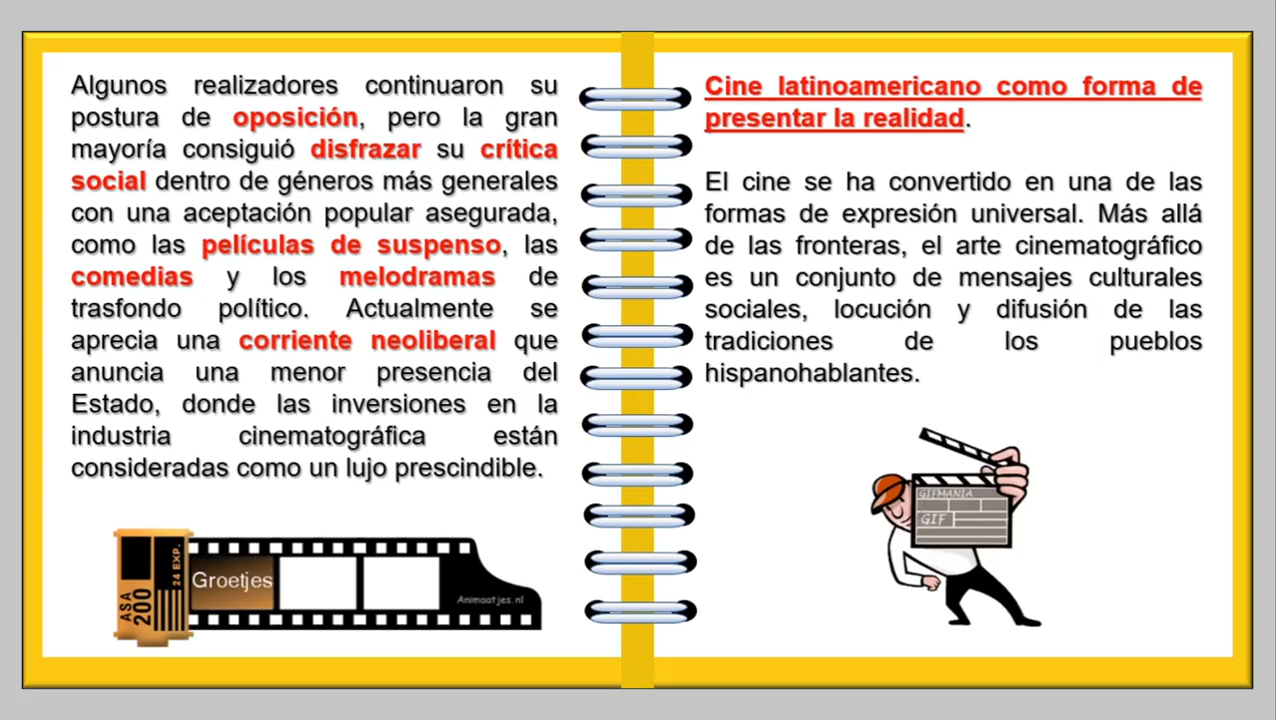 Algunos realizadores continuaron su
postura de oposición, pero la gran
mayoría consiguió disfrazar su crítica
social dentro de géneros más generales
con una aceptación popular asegurada,
como las películas de suspenso, las
comedias y los melodramas de
trasfondo político. Actualmente se
aprecia una corriente neoliberal que
anuncia una menor presencia del
Estado, donde las inversiones en la
industria cinematográfica están
consideradas como un lujo prescindible.
ASA
200
24 EXP.
Groetjes
Animaatjes.nl
Cine latinoamericano como forma de
presentar la realidad.
El cine se ha convertido en una de las
formas de expresión universal. Más allá
de las fronteras, el arte cinematográfico
es un conjunto de mensajes culturales
sociales, locución y difusión de las
tradiciones de los pueblos
hispanohablantes.
GIFMANIA
GIF